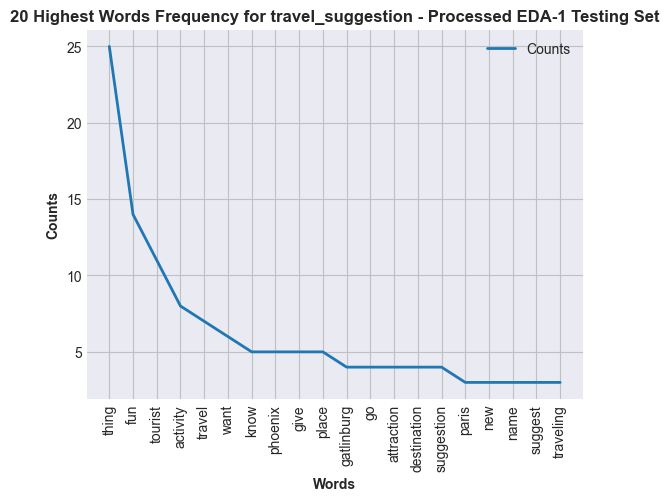 20 Highest Words Frequency for travel_suggestion - Processed EDA-1 Testing Set
Counts
25
20
15
10
5
Counts
thing
fun
tourist
activity
travel
want
know
phoenix
give
place
gatlinburg
go
attraction
destination
suggestion
paris
new
name
suggest
traveling
Words